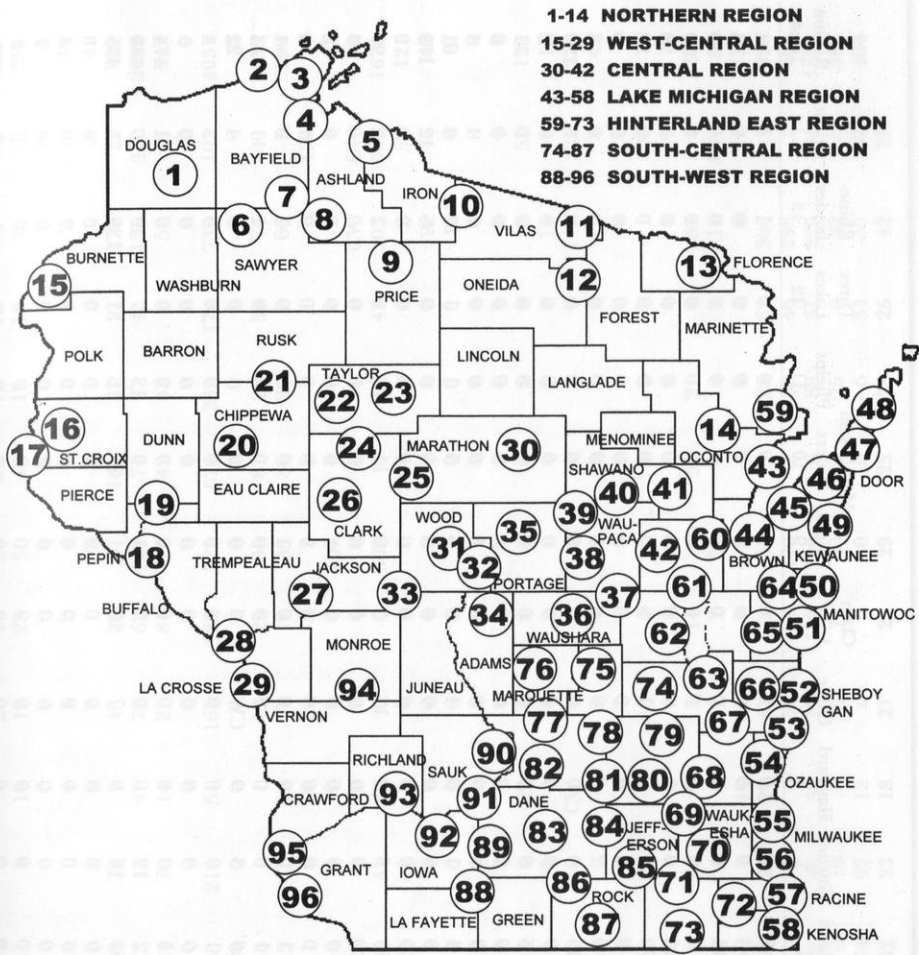 1-14 NORTHERN REGION
15-29 WEST-CENTRAL REGION
30-42 CENTRAL REGION
43-58 LAKE MICHIGAN REGION
59-73 HINTERLAND EAST REGION
74-87 SOUTH-CENTRAL REGION
88-96 SOUTH-WEST REGION
2
3
4
5
DOUGLAS
1
BAYFIELD
7
ASHLAND
8
6
IRON
10
VILAS
11
BURNETTE
15
WASHBURN
SAWYER
9
PRICE
ONEIDA
12
13
FLORENCE
FOREST
MARINETTE
POLK
BARRON
RUSK
21
TAYLOR
22
23
LINCOLN
LANGLADE
59
48
16
17
ST.CROIX
DUNN
CHIPPEWA
20
24
MARATHON
25
30
MENOMINEE
14
OCONTO
43
47
46
DOOR
PIERCE
19
EAU CLAIRE
26
CLARK
SHAWANO
40
41
39
45
49
PEPIN
18
TREMPEALEAU
JACKSON
27
WOOD
31
32
35
PORTAGE
WAU-
PACA
38
42
60
44
BROWN
KEWAUNEE
BUFFALO
28
33
34
36
37
61
64
50
MANITOWOC
MONROE
WAUSHARA
62
65
51
LA CROSSE
29
VERNON
94
JUNEAU
ADAMS
76
75
MARQUETTE
74
63
66
52
SHEBOY
GAN
77
78
79
67
53
RICHLAND
SAUK
90
82
81
80
68
54
OZAUKEE
CRAWFORD
93
91
DANE
92
89
83
84
JEFF-
ERSON
69
WAUK-
ESHA
70
55
MILWAUKEE
56
95
GRANT
96
IOWA
88
LA FAYETTE
GREEN
86
ROCK
87
85
71
73
72
57
RACINE
58
KENOSHA